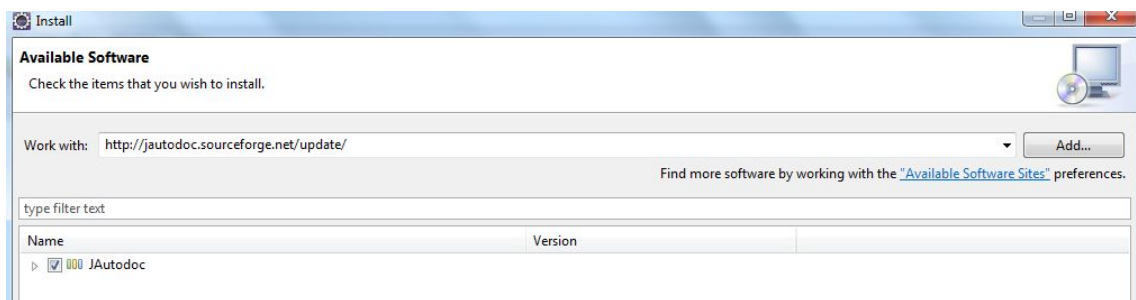 Install
Available Software
Check the items that you wish to install.
Work with: http://jautodoc.sourceforge.net/update/ Add...
Find more software by working with the "Available Software Sites" preferences.
type filter text
Name Version
JAutodoc